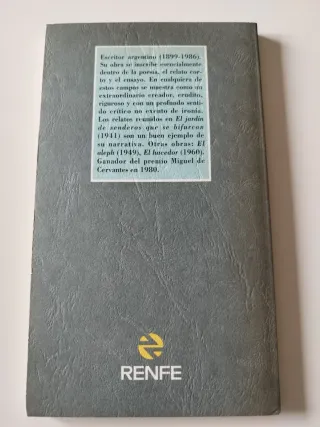 Escritor argentino (1899-1986).
Su obra se inscribe esencialmente
dentro de la poesía, el relato cor-
to y el ensayo. En cualquiera de
estos campos se muestra como un
extraordinario creador, erudito,
riguroso y con un profundo senti-
do crítico no exento de ironía.
Los relatos reunidos en El jardín
de senderos que se bifurcan
(1941) son un buen ejemplo de
su narrativa. Otras obras: El
aleph (1949), El hacedor (1960).
Ganador del premio Miguel de
Cervantes en 1980.
RENFE